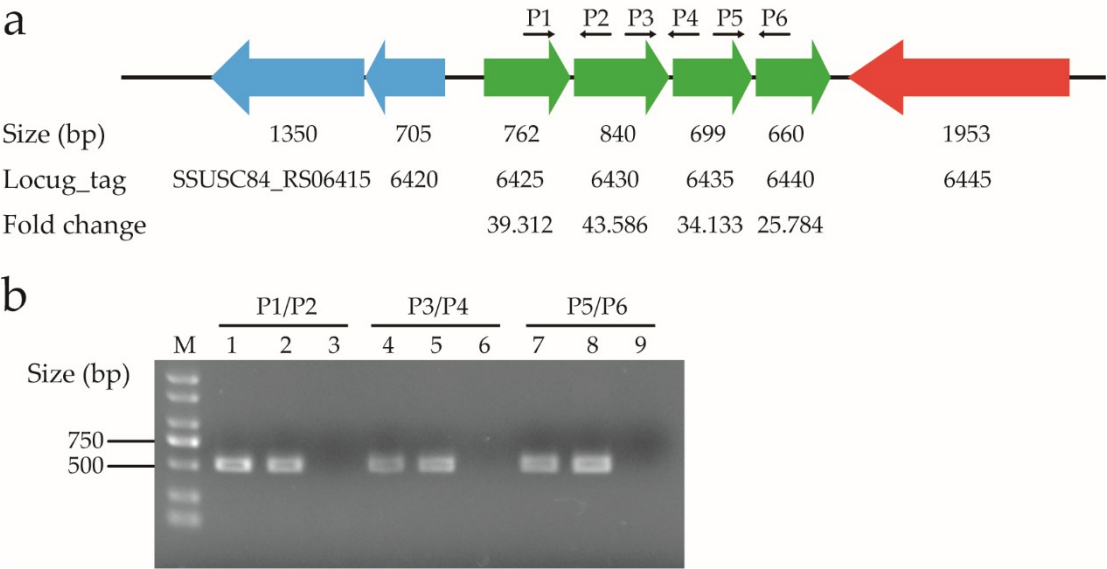 a
P1 P2 P3 P4 P5 P6
Size (bp) 1350 705 762 840 699 660 1953
Locug_tag SSUSC84_RS06415 6420 6425 6430 6435 6440 6445
Fold change 39.312 43.586 34.133 25.784
b
P1/P2 P3/P4 P5/P6
M 1 2 3 4 5 6 7 8 9
Size (bp)
750
500